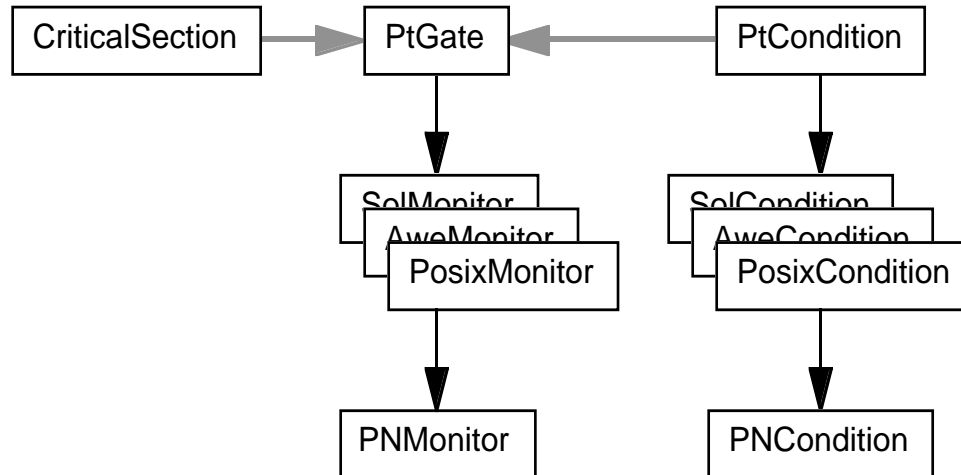 CriticalSection
PtGate
PtCondition
SolMonitor
AweMonitor
PosixMonitor
SolCondition
AweCondition
PosixCondition
PNMonitor
PNCondition